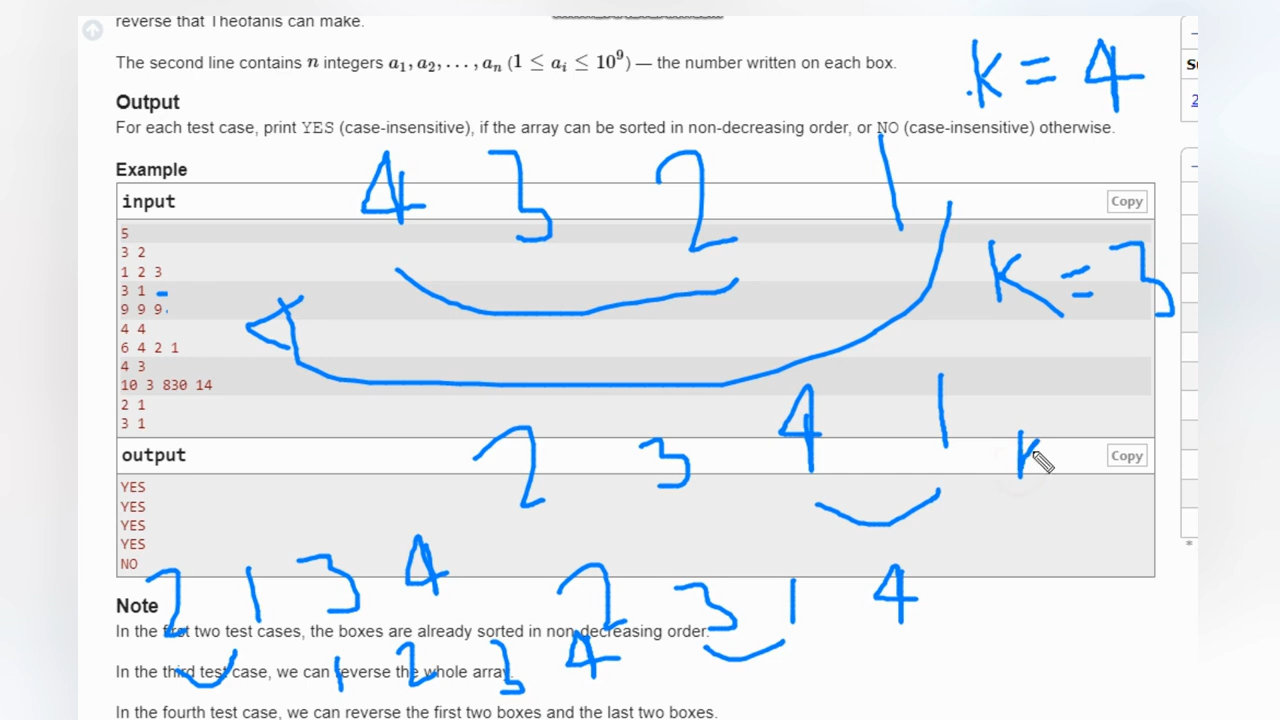 reverse that Theofanis can make.
The second line contains n integers a₁, a₂, . . . , aₙ (1 ≤ aᵢ ≤ 10⁹) — the number written on each box.
k = 4
Output
For each test case, print YES (case-insensitive), if the array can be sorted in non-decreasing order, or NO (case-insensitive) otherwise.
Example
4 3 2 1
input
Copy
5
3 2
1 2 3
3 1
9 9 9
4 4
6 4 2 1
4 3
10 3 830 14
2 1
3 1
k = 3
2 3 4 1 k
output
Copy
YES
YES
YES
YES
NO
2 1 3 4 2 3 1 4
Note
In the first two test cases, the boxes are already sorted in non-decreasing order.
1 2 3 4
In the third test case, we can reverse the whole array.
In the fourth test case, we can reverse the first two boxes and the last two boxes.